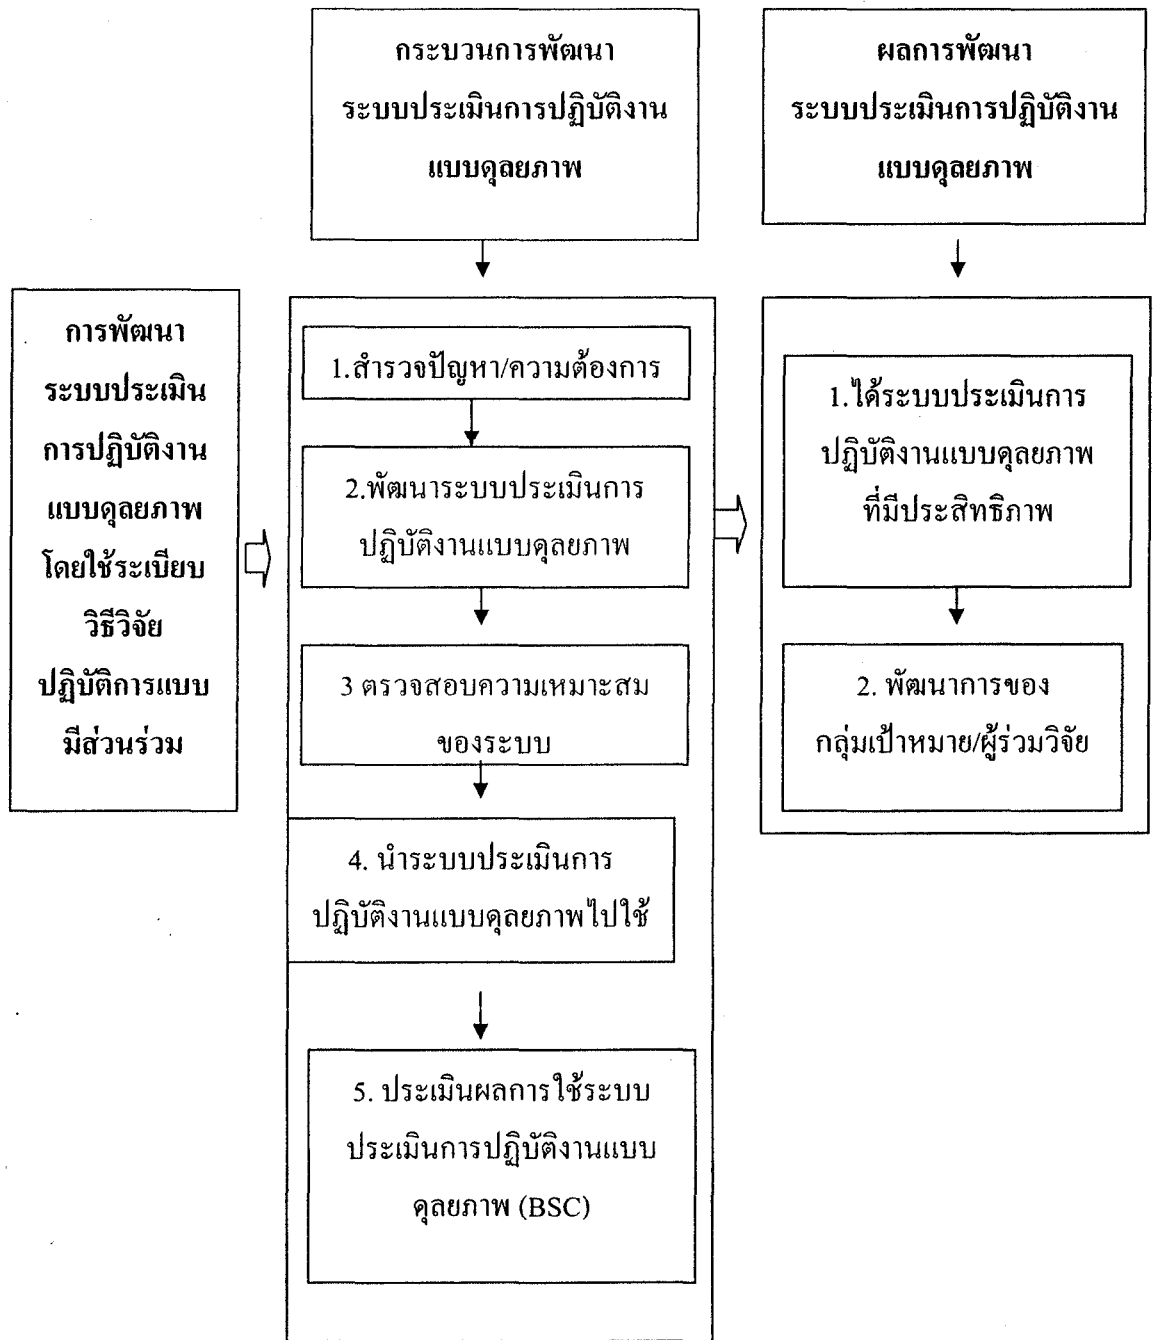 กระบวนการพัฒนา
ระบบประเมินการปฏิบัติงาน
แบบดุลยภาพ
ผลการพัฒนา
ระบบประเมินการปฏิบัติงาน
แบบดุลยภาพ
การพัฒนา
ระบบประเมิน
การปฏิบัติงาน
แบบดุลยภาพ
โดยใช้ระเบียบ
วิธีวิจัย
ปฏิบัติการแบบ
มีส่วนร่วม
1.สำรวจปัญหา/ความต้องการ
2.พัฒนาระบบประเมินการ
ปฏิบัติงานแบบดุลยภาพ
3 ตรวจสอบความเหมาะสม
ของระบบ
4. นำระบบประเมินการ
ปฏิบัติงานแบบดุลยภาพไปใช้
5. ประเมินผลการใช้ระบบ
ประเมินการปฏิบัติงานแบบ
ดุลยภาพ (BSC)
1.ได้ระบบประเมินการ
ปฏิบัติงานแบบดุลยภาพ
ที่มีประสิทธิภาพ
2. พัฒนาการของ
กลุ่มเป้าหมาย/ผู้ร่วมวิจัย